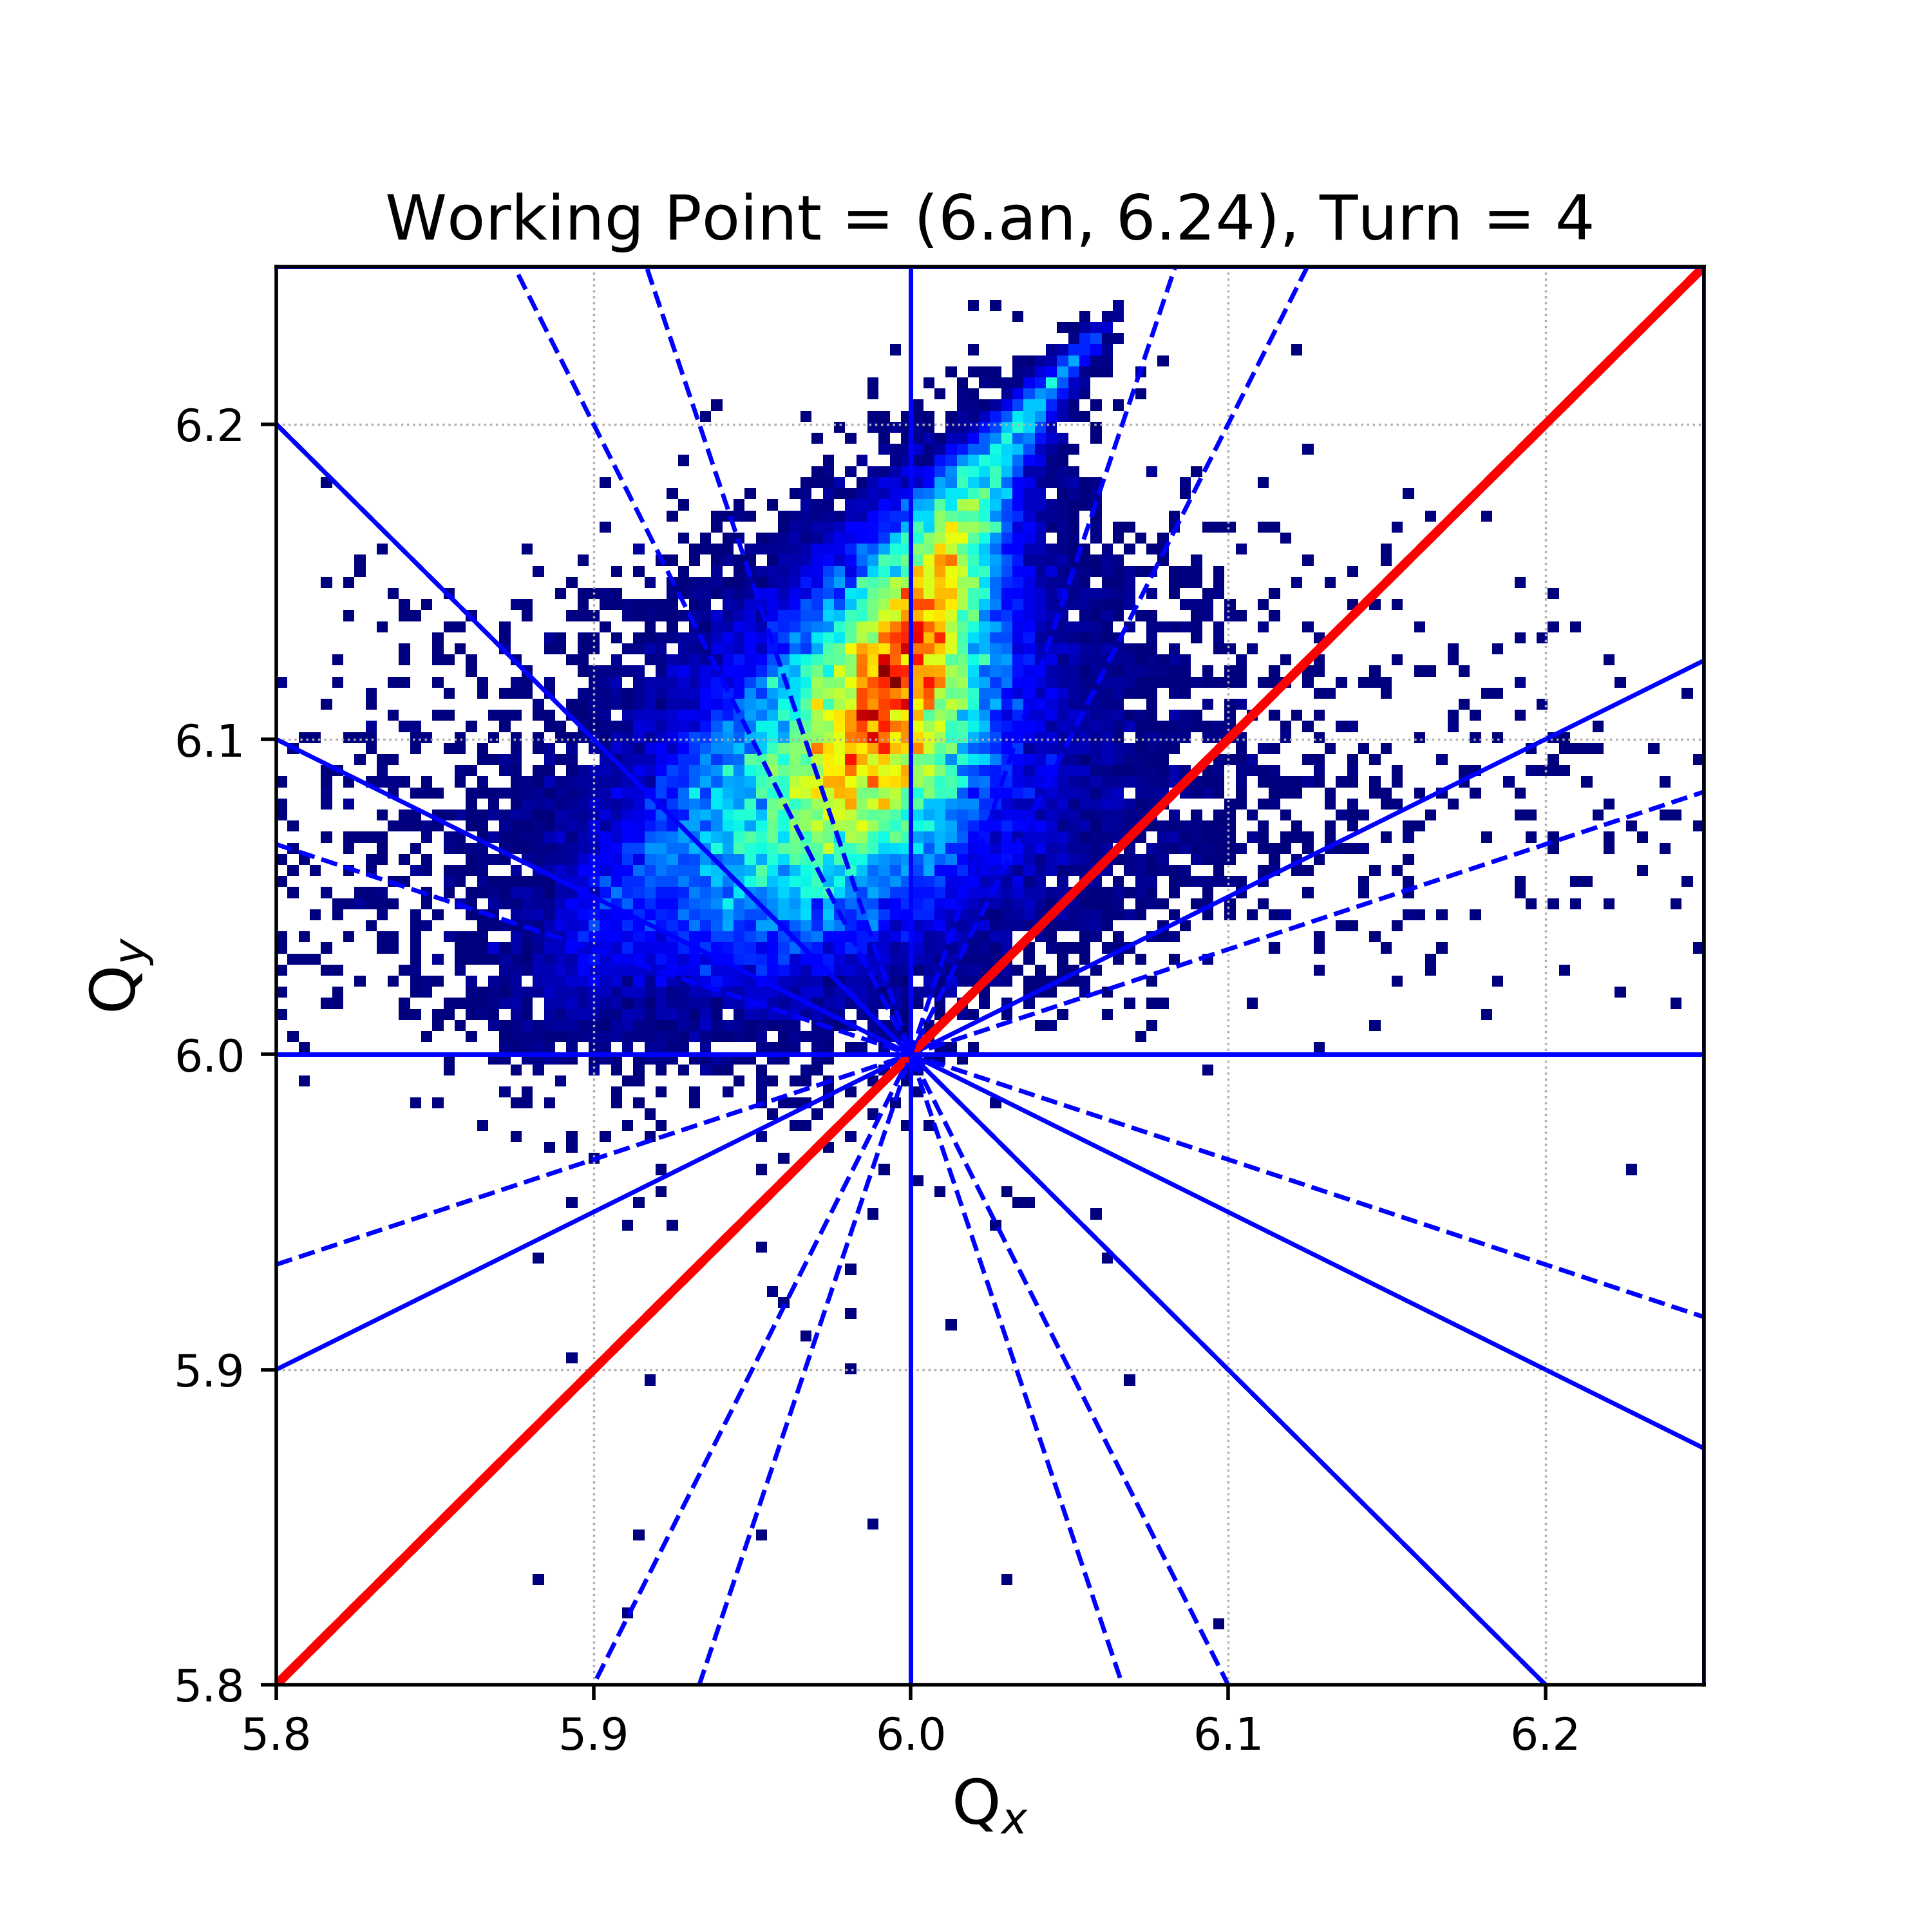 Working Point = (6.an, 6.24), Turn = 4
6.2
6.1
6.0
5.9
5.8
Qy
5.8 5.9 6.0 6.1 6.2
Qx